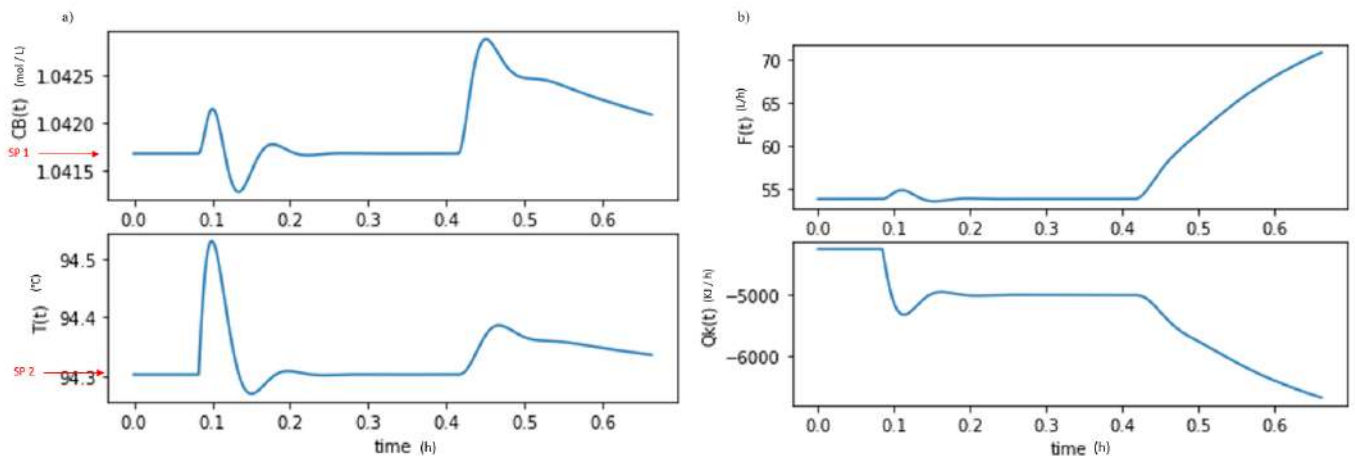 a)
CB(t) (mol / L)
1.0425
1.0420
SP 1
1.0415
0.0 0.1 0.2 0.3 0.4 0.5 0.6
T(t) (°C)
94.5
94.4
SP 2
94.3
0.0 0.1 0.2 0.3 0.4 0.5 0.6
time (h)
b)
F(t) (L/h)
70
65
60
55
0.0 0.1 0.2 0.3 0.4 0.5 0.6
Qk(t) (KJ / h)
−5000
−6000
0.0 0.1 0.2 0.3 0.4 0.5 0.6
time (h)